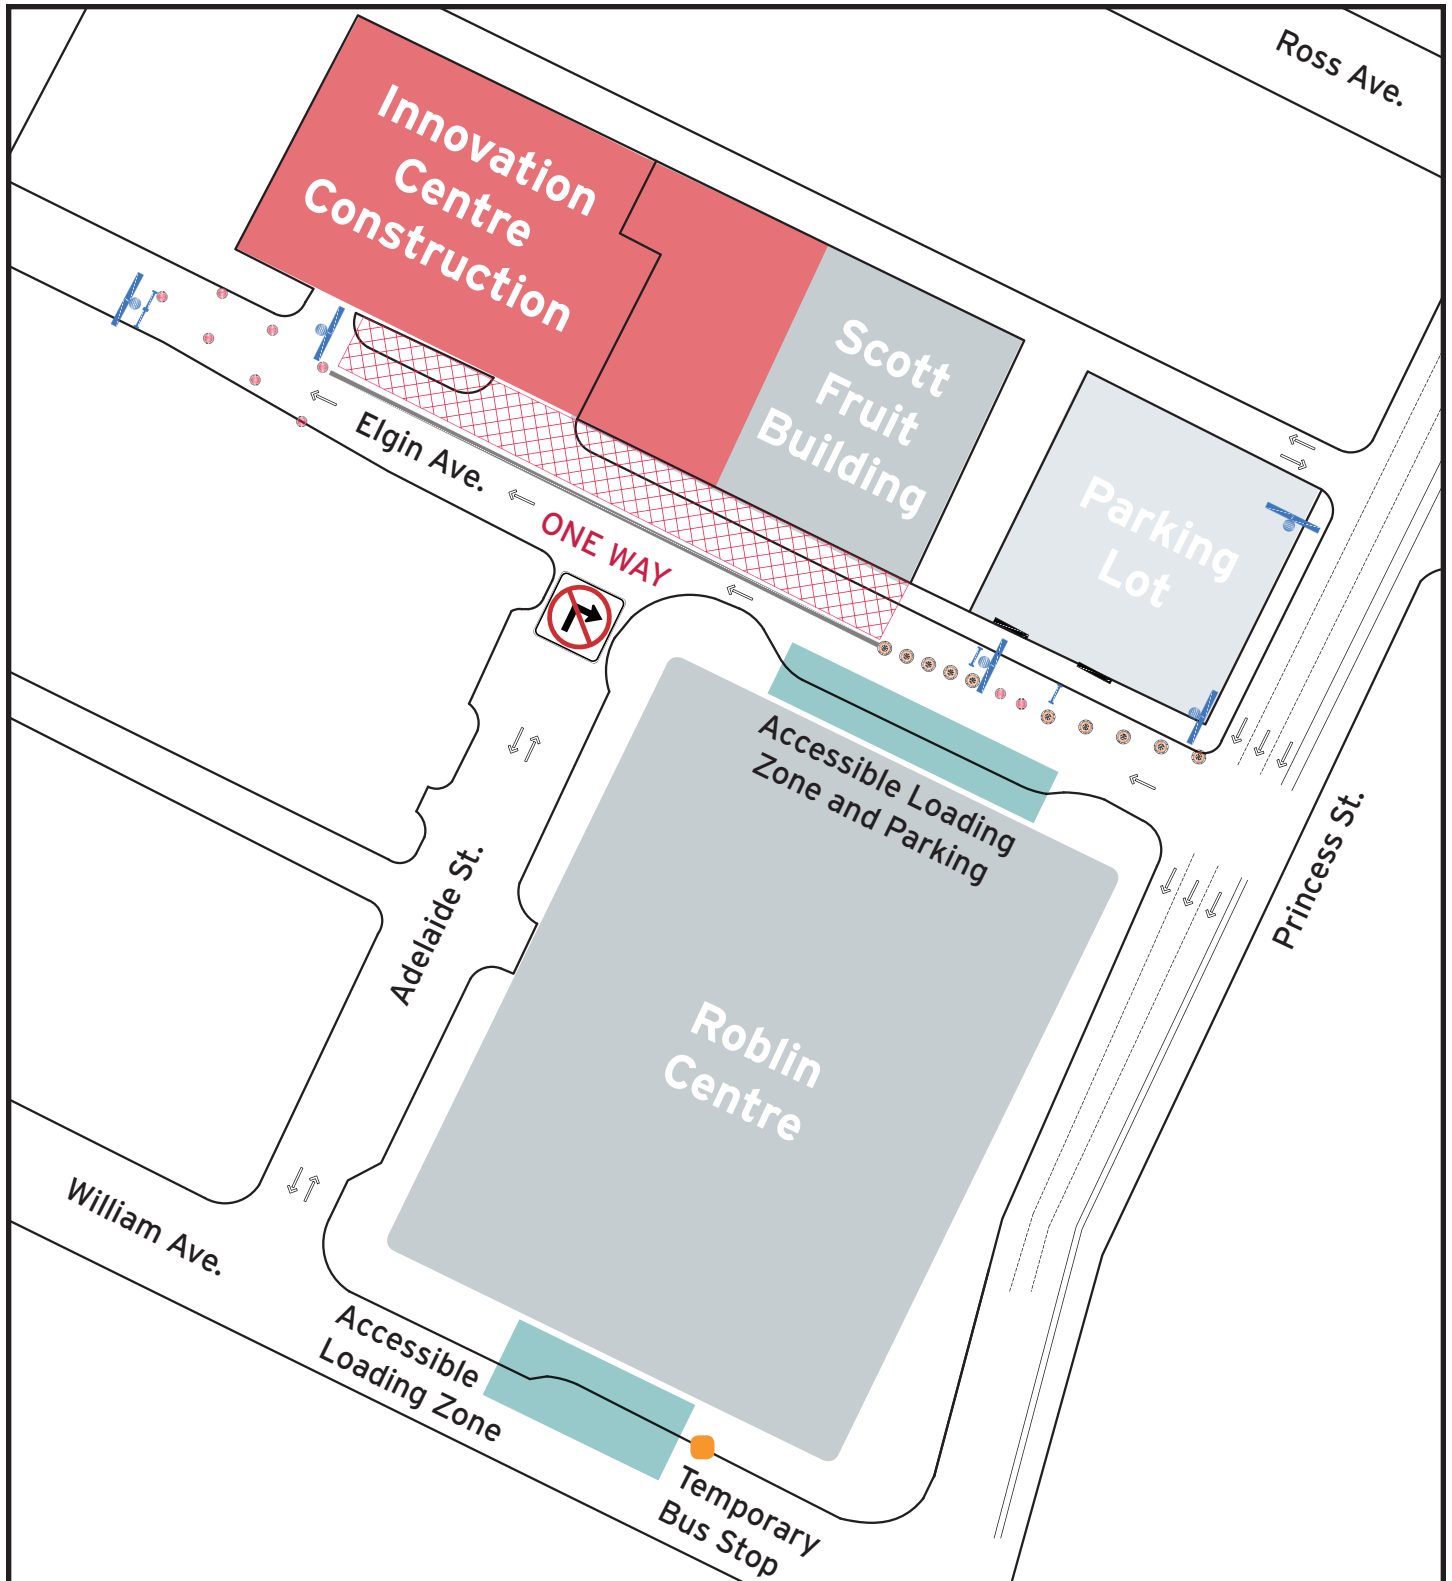 Ross Ave.
Innovation
Centre
Construction
Scott
Fruit
Building
Parking
Lot
Elgin Ave.
ONE WAY
Accessible Loading
Zone and Parking
Princess St.
Adelaide St.
Roblin
Centre
William Ave.
Accessible
Loading Zone
Temporary
Bus Stop